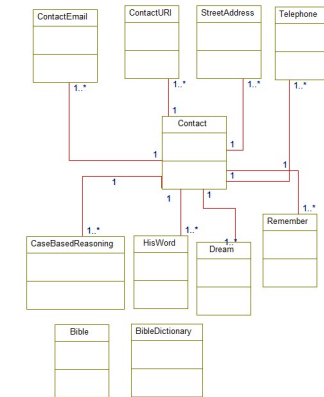 ContactEmail
ContactURI
StreetAddress
Telephone
1..*
1..*
1..*
1..*
1
Contact
1
1
1
1
1
1
1
1..*
1..*
1..*
1..*
CaseBasedReasoning
HisWord
Dream
Remember
Bible
BibleDictionary